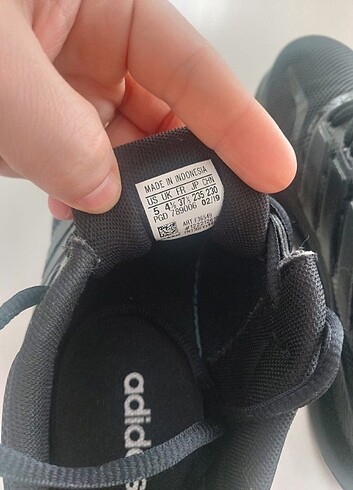 MADE IN INDONESIA
US UK FR JP CHN
5 4½ 37⅓ 235 230
PGD 789006 02/19
adidas